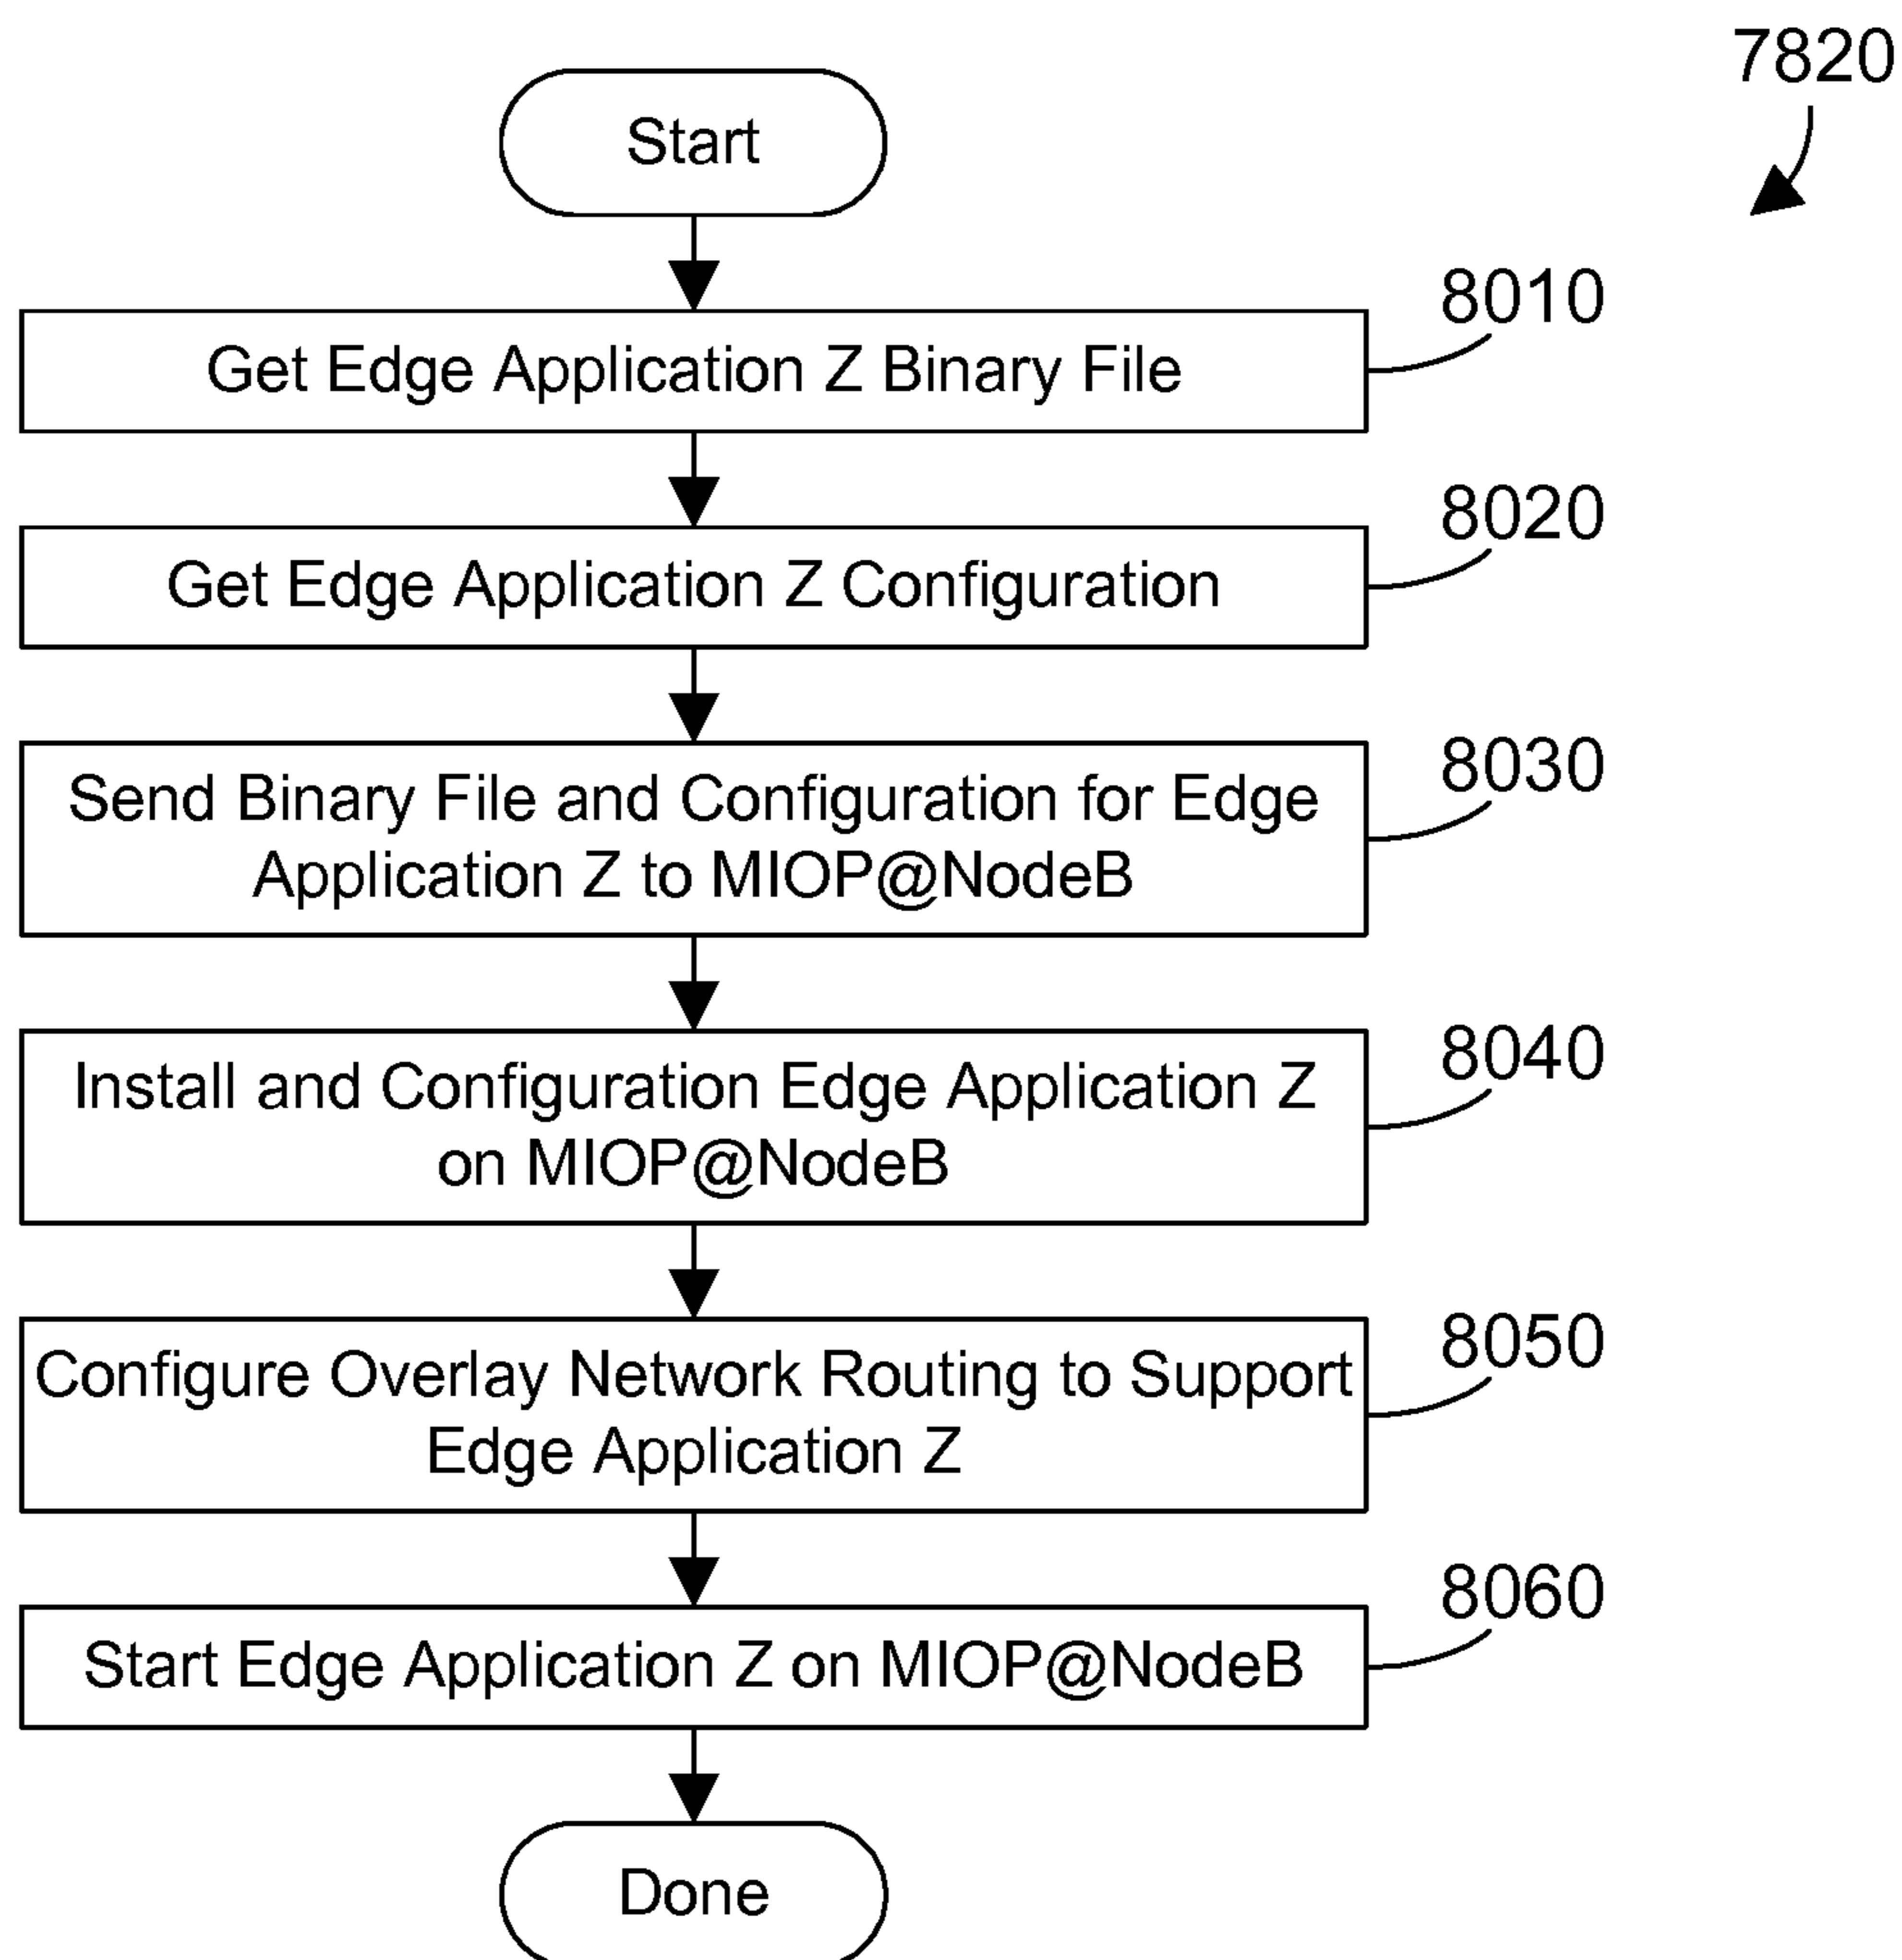 7820
Start
8010
Get Edge Application Z Binary File
8020
Get Edge Application Z Configuration
8030
Send Binary File and Configuration for Edge
Application Z to MIOP@NodeB
8040
Install and Configuration Edge Application Z
on MIOP@NodeB
8050
Configure Overlay Network Routing to Support
Edge Application Z
8060
Start Edge Application Z on MIOP@NodeB
Done